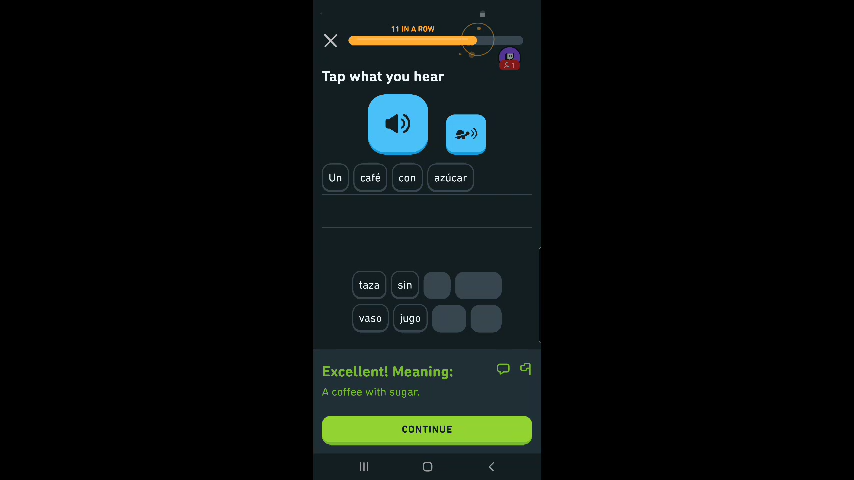 11 IN A ROW
1
Tap what you hear
Un café con azúcar
taza sin
vaso jugo
Excellent! Meaning:
A coffee with sugar.
CONTINUE